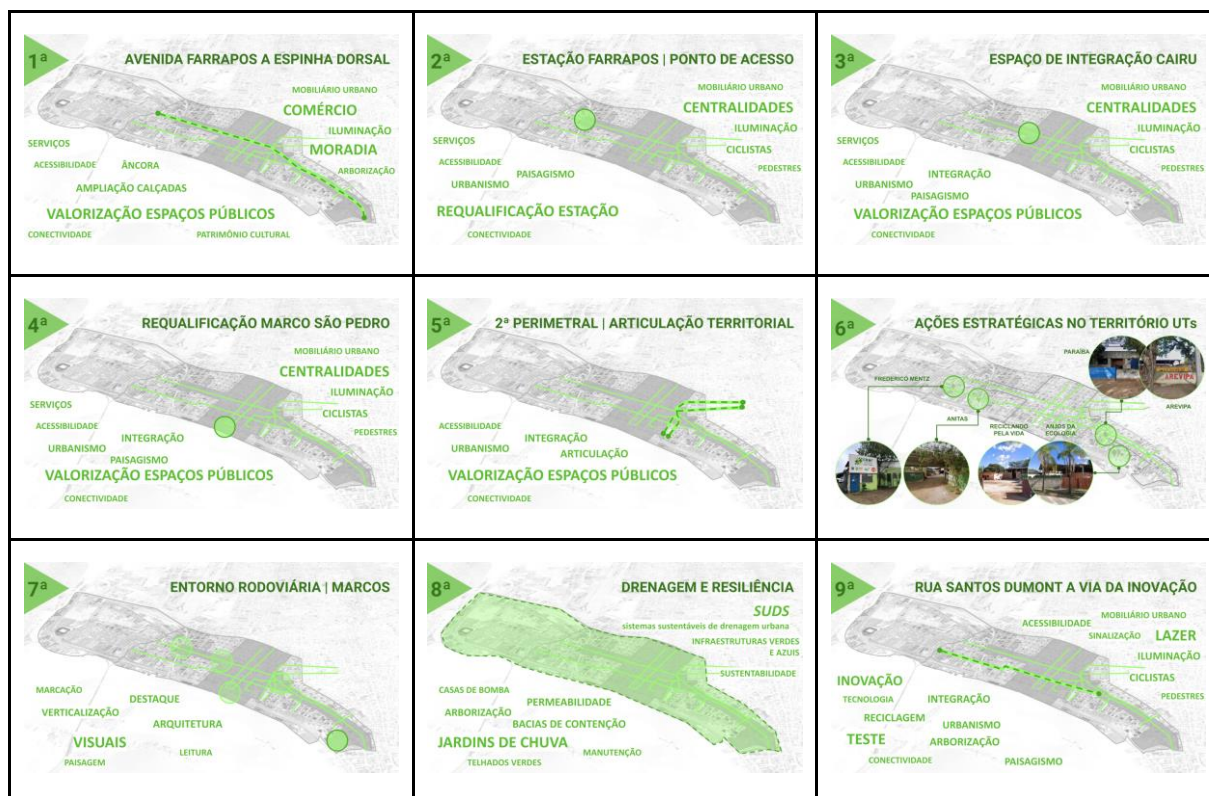 1ª
AVENIDA FARRAPOS A ESPINHA DORSAL
MOBILIÁRIO URBANO
COMÉRCIO
ILUMINAÇÃO
SERVIÇOS
MORADIA
ACESSIBILIDADE
ÂNCORA
ARBORIZAÇÃO
AMPLIAÇÃO CALÇADAS
VALORIZAÇÃO ESPAÇOS PÚBLICOS
CONECTIVIDADE
PATRIMÔNIO CULTURAL
2ª
ESTAÇÃO FARRAPOS | PONTO DE ACESSO
MOBILIÁRIO URBANO
CENTRALIDADES
ILUMINAÇÃO
SERVIÇOS
CICLISTAS
ACESSIBILIDADE
PEDESTRES
PAISAGISMO
URBANISMO
REQUALIFICAÇÃO ESTAÇÃO
CONECTIVIDADE
3ª
ESPAÇO DE INTEGRAÇÃO CAIRU
MOBILIÁRIO URBANO
CENTRALIDADES
ILUMINAÇÃO
SERVIÇOS
CICLISTAS
ACESSIBILIDADE
PEDESTRES
INTEGRAÇÃO
URBANISMO
PAISAGISMO
VALORIZAÇÃO ESPAÇOS PÚBLICOS
CONECTIVIDADE
4ª
REQUALIFICAÇÃO MARCO SÃO PEDRO
MOBILIÁRIO URBANO
CENTRALIDADES
ILUMINAÇÃO
SERVIÇOS
CICLISTAS
ACESSIBILIDADE
PEDESTRES
INTEGRAÇÃO
URBANISMO
PAISAGISMO
VALORIZAÇÃO ESPAÇOS PÚBLICOS
CONECTIVIDADE
5ª
2ª PERIMETRAL | ARTICULAÇÃO TERRITORIAL
ACESSIBILIDADE
INTEGRAÇÃO
URBANISMO
ARTICULAÇÃO
VALORIZAÇÃO ESPAÇOS PÚBLICOS
CONECTIVIDADE
6ª
AÇÕES ESTRATÉGICAS NO TERRITÓRIO UTs
PARAÍBA
AREVIPA
FREDERICO MENTZ
AREVIPA
ANITAS
RECICLANDO
PELA VIDA
ANJOS DA
ECOLOGIA
7ª
ENTORNO RODOVIÁRIA | MARCOS
MARCAÇÃO
DESTAQUE
VERTICALIZAÇÃO
ARQUITETURA
VISUAIS
LEITURA
PAISAGEM
8ª
DRENAGEM E RESILIÊNCIA
SUDS
sistemas sustentáveis de drenagem urbana
INFRAESTRUTURAS VERDES
E AZUIS
SUSTENTABILIDADE
CASAS DE BOMBA
PERMEABILIDADE
ARBORIZAÇÃO
BACIAS DE CONTENÇÃO
JARDINS DE CHUVA
MANUTENÇÃO
TELHADOS VERDES
9ª
RUA SANTOS DUMONT A VIA DA INOVAÇÃO
MOBILIÁRIO URBANO
ACESSIBILIDADE
SINALIZAÇÃO
LAZER
ILUMINAÇÃO
INOVAÇÃO
CICLISTAS
TECNOLOGIA
INTEGRAÇÃO
PEDESTRES
RECICLAGEM
URBANISMO
TESTE
ARBORIZAÇÃO
CONECTIVIDADE
PAISAGISMO